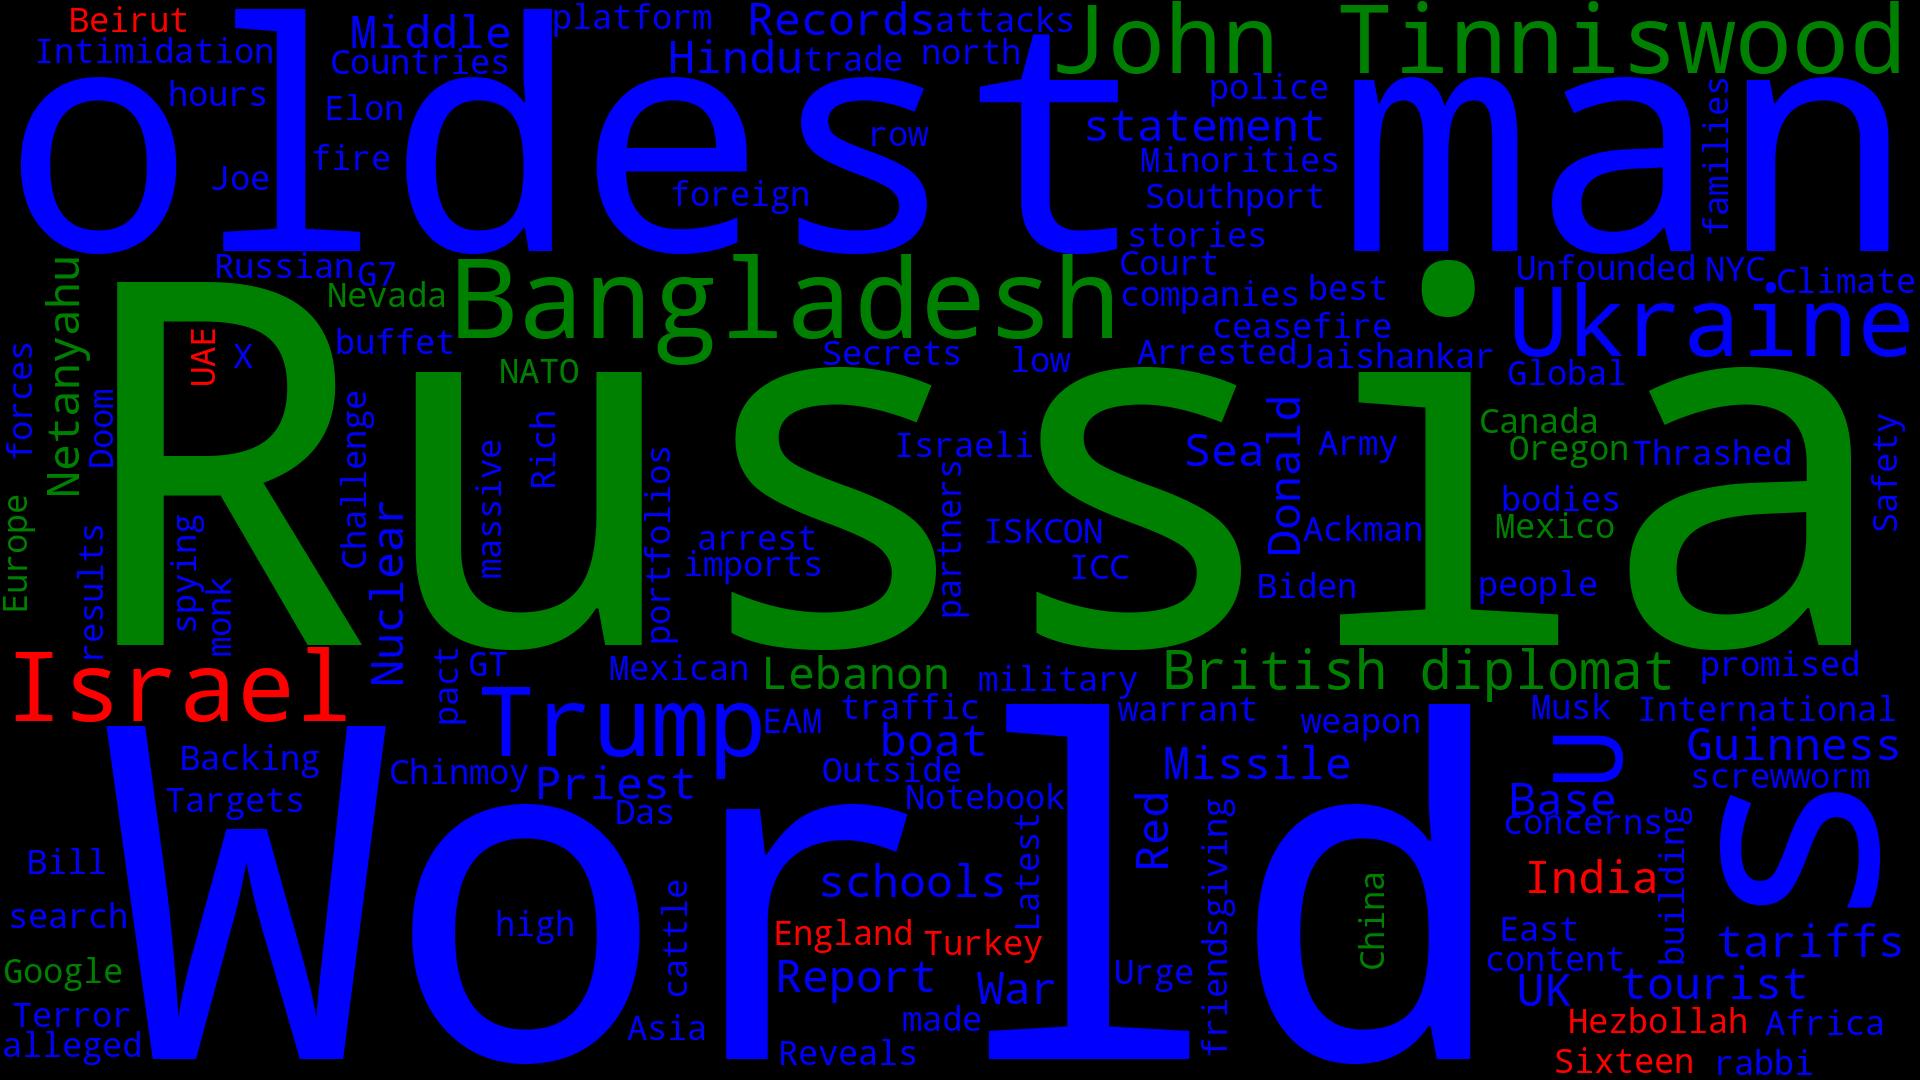 Beirut
Intimidation
hours
Joe
oldest man
Middle
Countries
Elon
fire
platform
Records
attacks
Hindu
trade
north
row
foreign
John Tinniswood
police
statement
Minorities
Southport
stories
families
Russian
G7
Nevada
buffet
Bangladesh
NATO
Secrets
low
Court
companies
best
ceasefire
Arrested
Jaishankar
Unfounded
NYC
Climate
Ukraine
Global
Netanyahu
forces
Doom
UAE
X
Russia
Challenge
Nuclear
massive
Rich
portfolios
Israeli
partners
arrest
imports
ISKCON
ICC
Sea
Donald
Army
Ackman
Biden
Canada
Oregon
Thrashed
bodies
Mexico
people
Safety
Europe
results
spying
monk
Israel
pact
GT
Mexican
Lebanon
military
British diplomat
promised
Trump
EAM
traffic
boat
warrant
weapon
Musk
International
Backing
Targets
Chinmoy
Priest
Das
Outside
Notebook
Missile
U
S
Guinness
screwworm
Base
concerns
World
Bill
search
Google
Terror
alleged
high
cattle
Asia
schools
Latest
England
Turkey
Report
War
made
Reveals
Red
Urge
friendsgiving
China
India
building
East
content
tariffs
UK
tourist
Hezbollah
Africa
Sixteen
rabbi